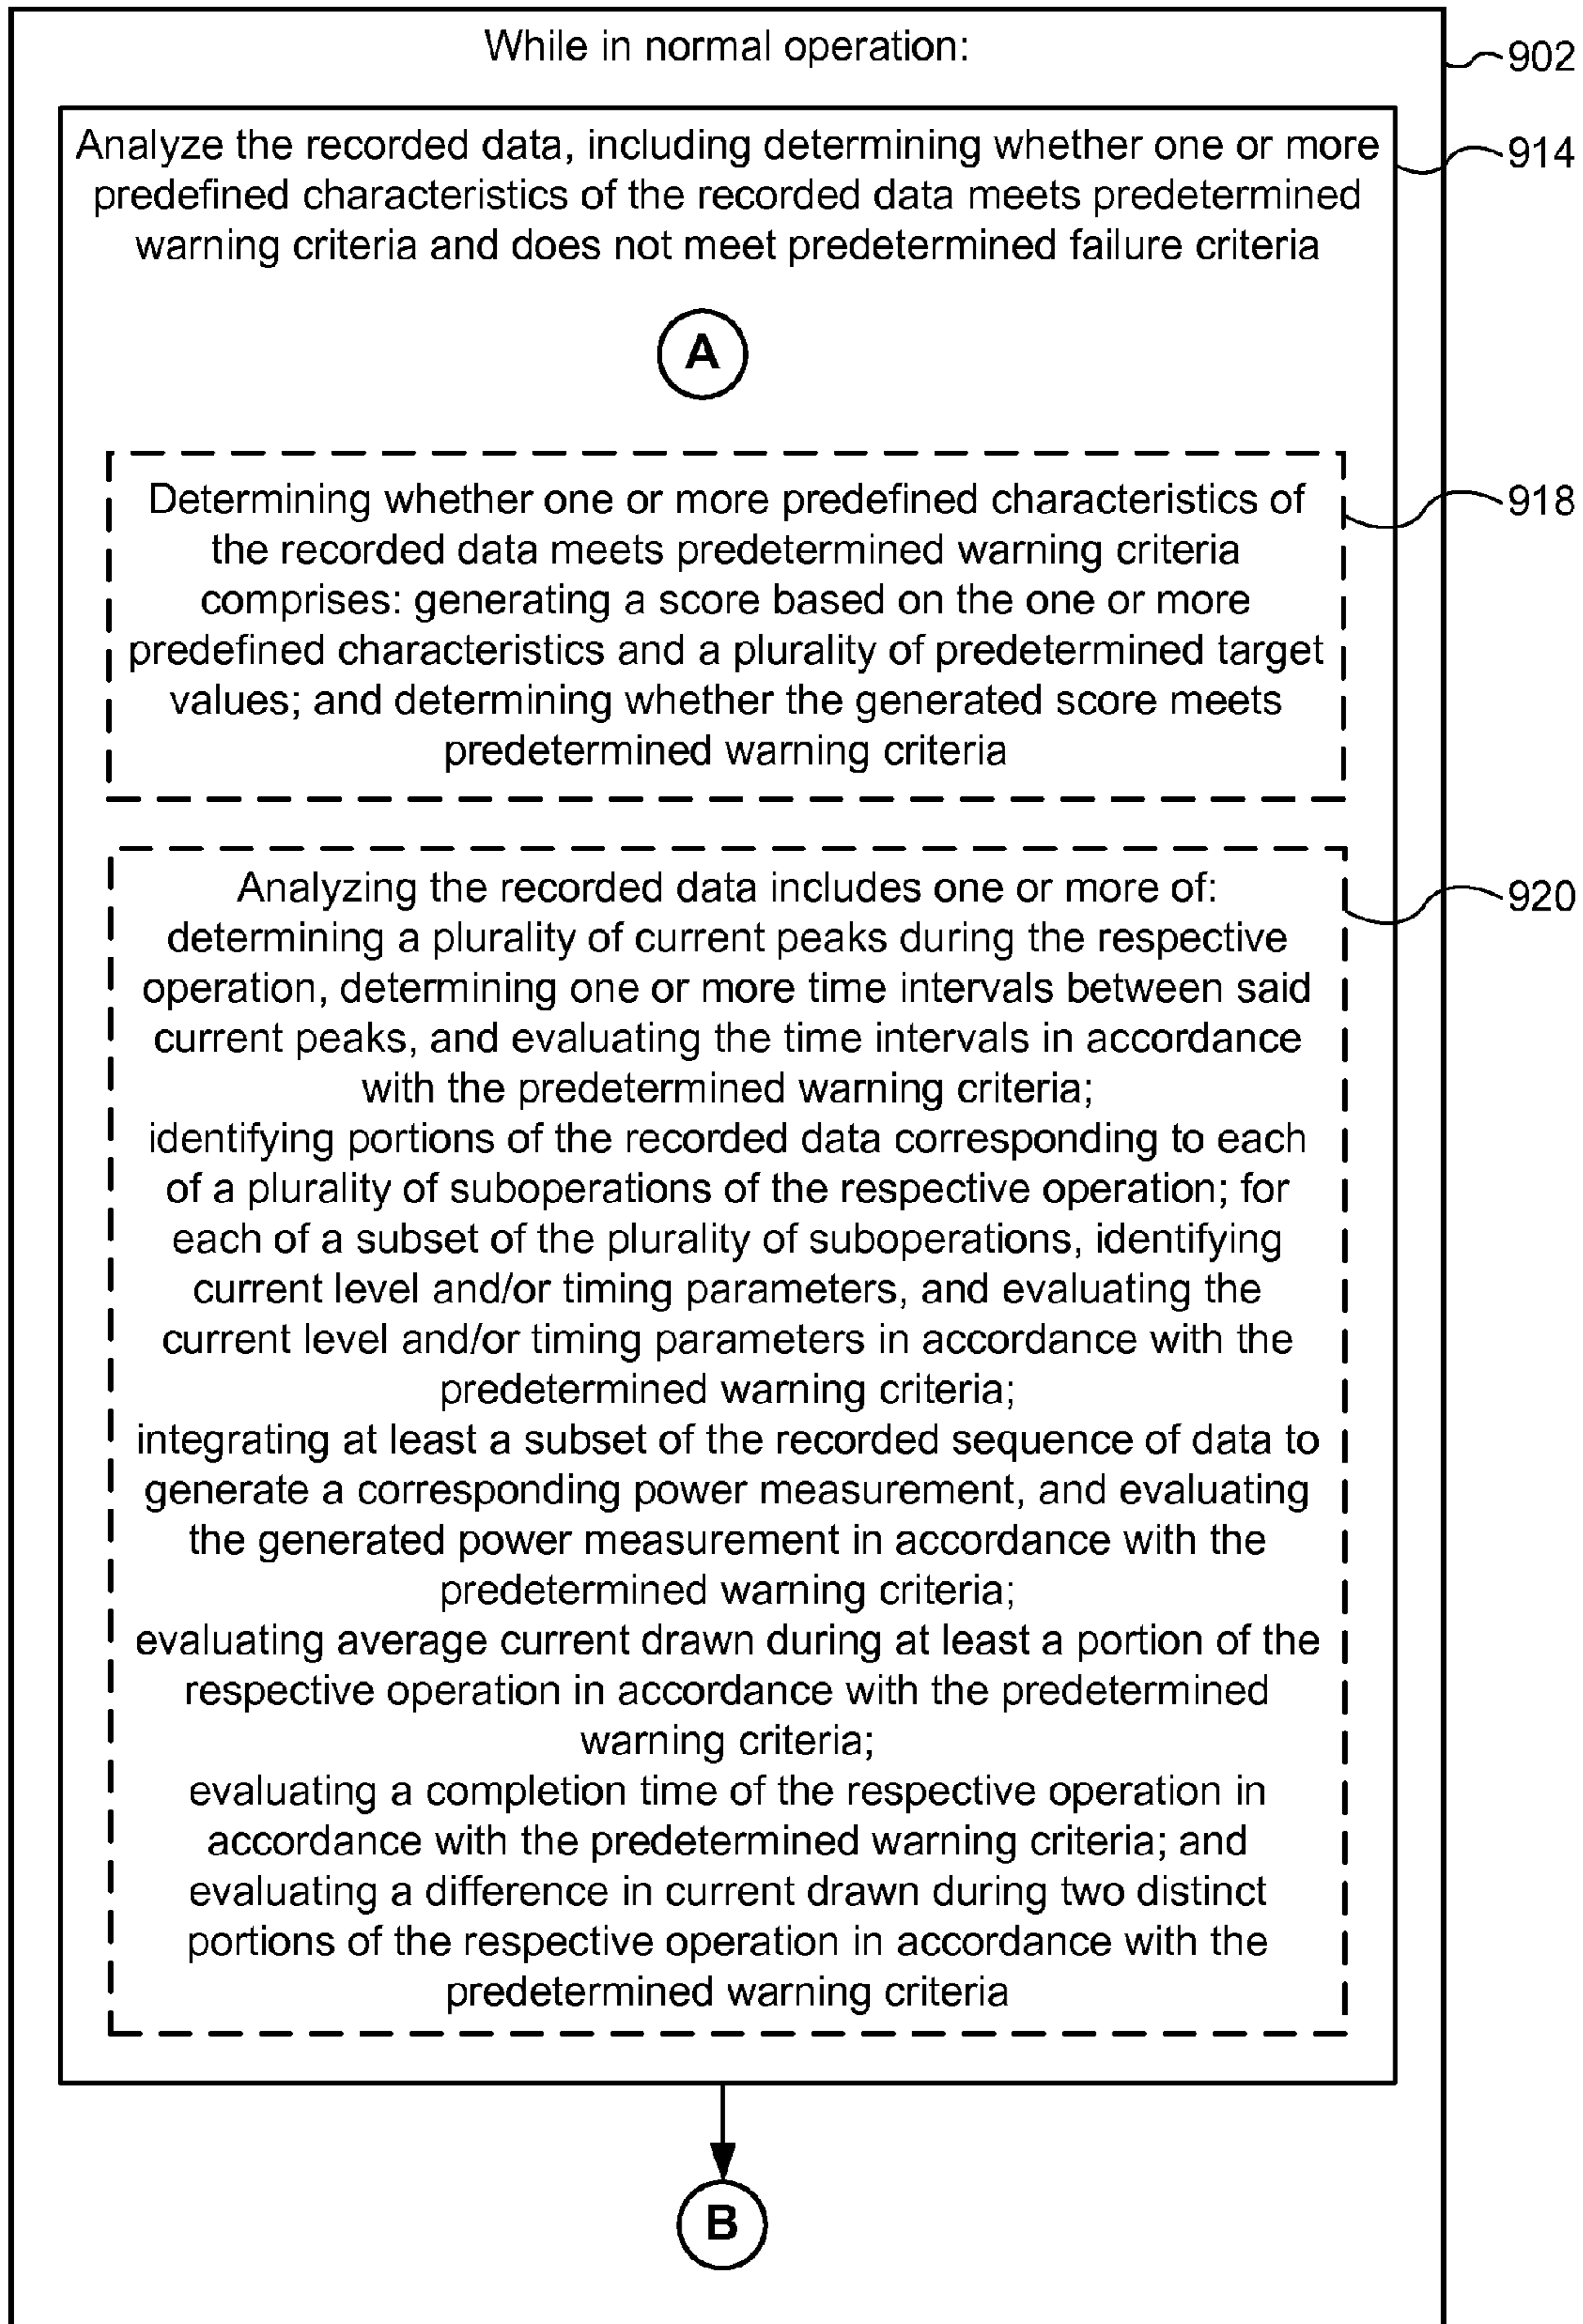 While in normal operation:
902
Analyze the recorded data, including determining whether one or more
914
predefined characteristics of the recorded data meets predetermined
warning criteria and does not meet predetermined failure criteria
A
Determining whether one or more predefined characteristics of
918
the recorded data meets predetermined warning criteria
comprises: generating a score based on the one or more
predefined characteristics and a plurality of predetermined target
values; and determining whether the generated score meets
predetermined warning criteria
Analyzing the recorded data includes one or more of:
920
determining a plurality of current peaks during the respective
operation, determining one or more time intervals between said
current peaks, and evaluating the time intervals in accordance
with the predetermined warning criteria;
identifying portions of the recorded data corresponding to each
of a plurality of suboperations of the respective operation; for
each of a subset of the plurality of suboperations, identifying
current level and/or timing parameters, and evaluating the
current level and/or timing parameters in accordance with the
predetermined warning criteria;
integrating at least a subset of the recorded sequence of data to
generate a corresponding power measurement, and evaluating
the generated power measurement in accordance with the
predetermined warning criteria;
evaluating average current drawn during at least a portion of the
respective operation in accordance with the predetermined
warning criteria;
evaluating a completion time of the respective operation in
accordance with the predetermined warning criteria; and
evaluating a difference in current drawn during two distinct
portions of the respective operation in accordance with the
predetermined warning criteria
B